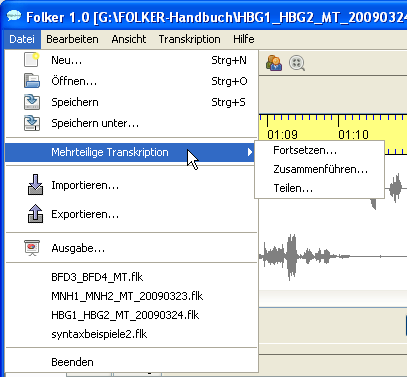 Folker 1.0 [G:\FOLKER-Handbuch\HBG1_HBG2_MT_20090324
Datei Bearbeiten Ansicht Transkription Hilfe
Neu... Strg+N
Öffnen... Strg+O
Speichern Strg+S
Speichern unter...
01:09 01:10
Mehrteilige Transkription
Fortsetzen...
Zusammenführen...
Teilen...
Importieren...
Exportieren...
Ausgabe...
BFD3_BFD4_MT.flk
MNH1_MNH2_MT_20090323.flk
HBG1_HBG2_MT_20090324.flk
syntaxbeispiele2.flk
Beenden